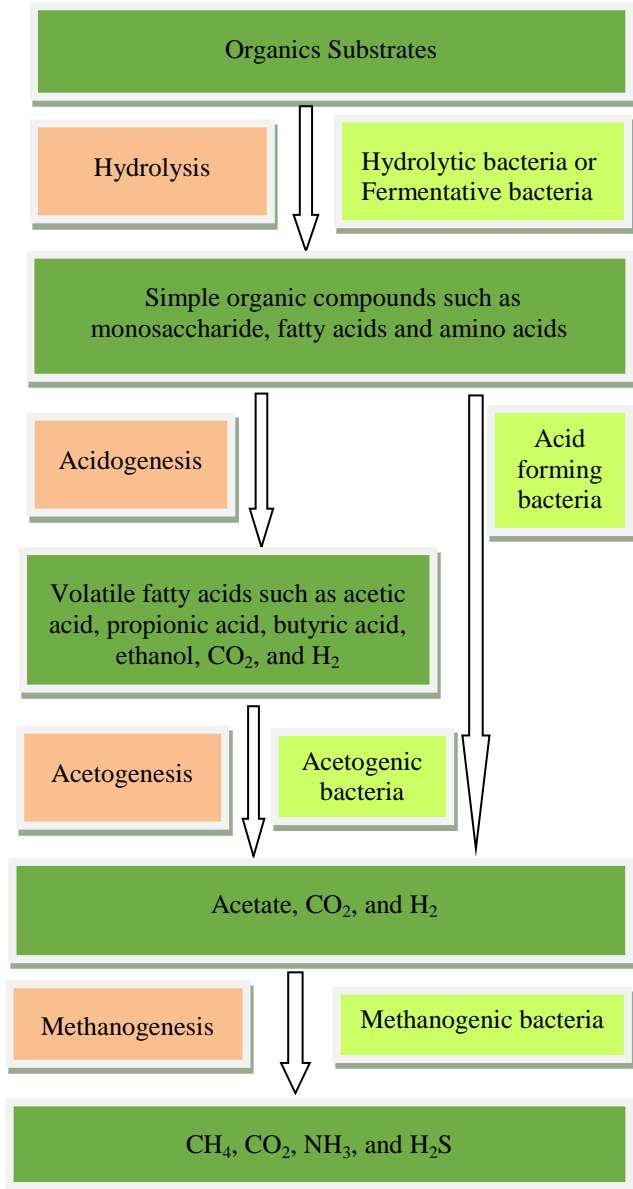 Organics Substrates
Hydrolysis
Hydrolytic bacteria or
Fermentative bacteria
Simple organic compounds such as
monosaccharide, fatty acids and amino acids
Acidogenesis
Acid
forming
bacteria
Volatile fatty acids such as acetic
acid, propionic acid, butyric acid,
ethanol, CO₂, and H₂
Acetogenesis
Acetogenic
bacteria
Acetate, CO₂, and H₂
Methanogenesis
Methanogenic bacteria
CH₄, CO₂, NH₃, and H₂S